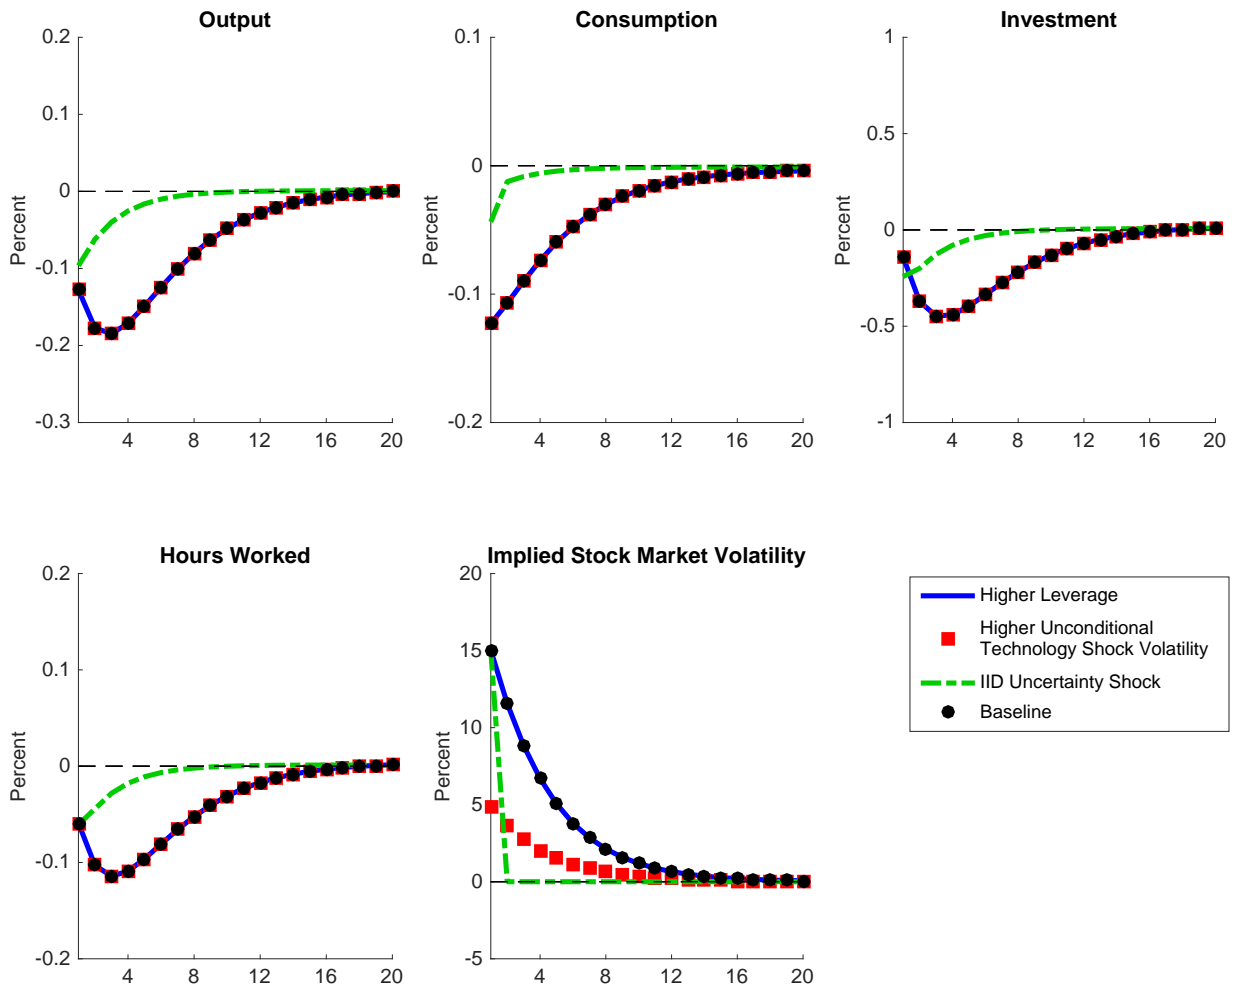 Output
0.2
0.1
0
-0.1
-0.2
-0.3
Percent
4 8 12 16 20
Consumption
0.1
0
-0.1
-0.2
Percent
4 8 12 16 20
Investment
1
0.5
0
-0.5
-1
Percent
4 8 12 16 20
Hours Worked
0.2
0.1
0
-0.1
-0.2
Percent
4 8 12 16 20
Implied Stock Market Volatility
20
15
10
5
0
-5
Percent
4 8 12 16 20
Higher Leverage
Higher Unconditional
Technology Shock Volatility
IID Uncertainty Shock
Baseline